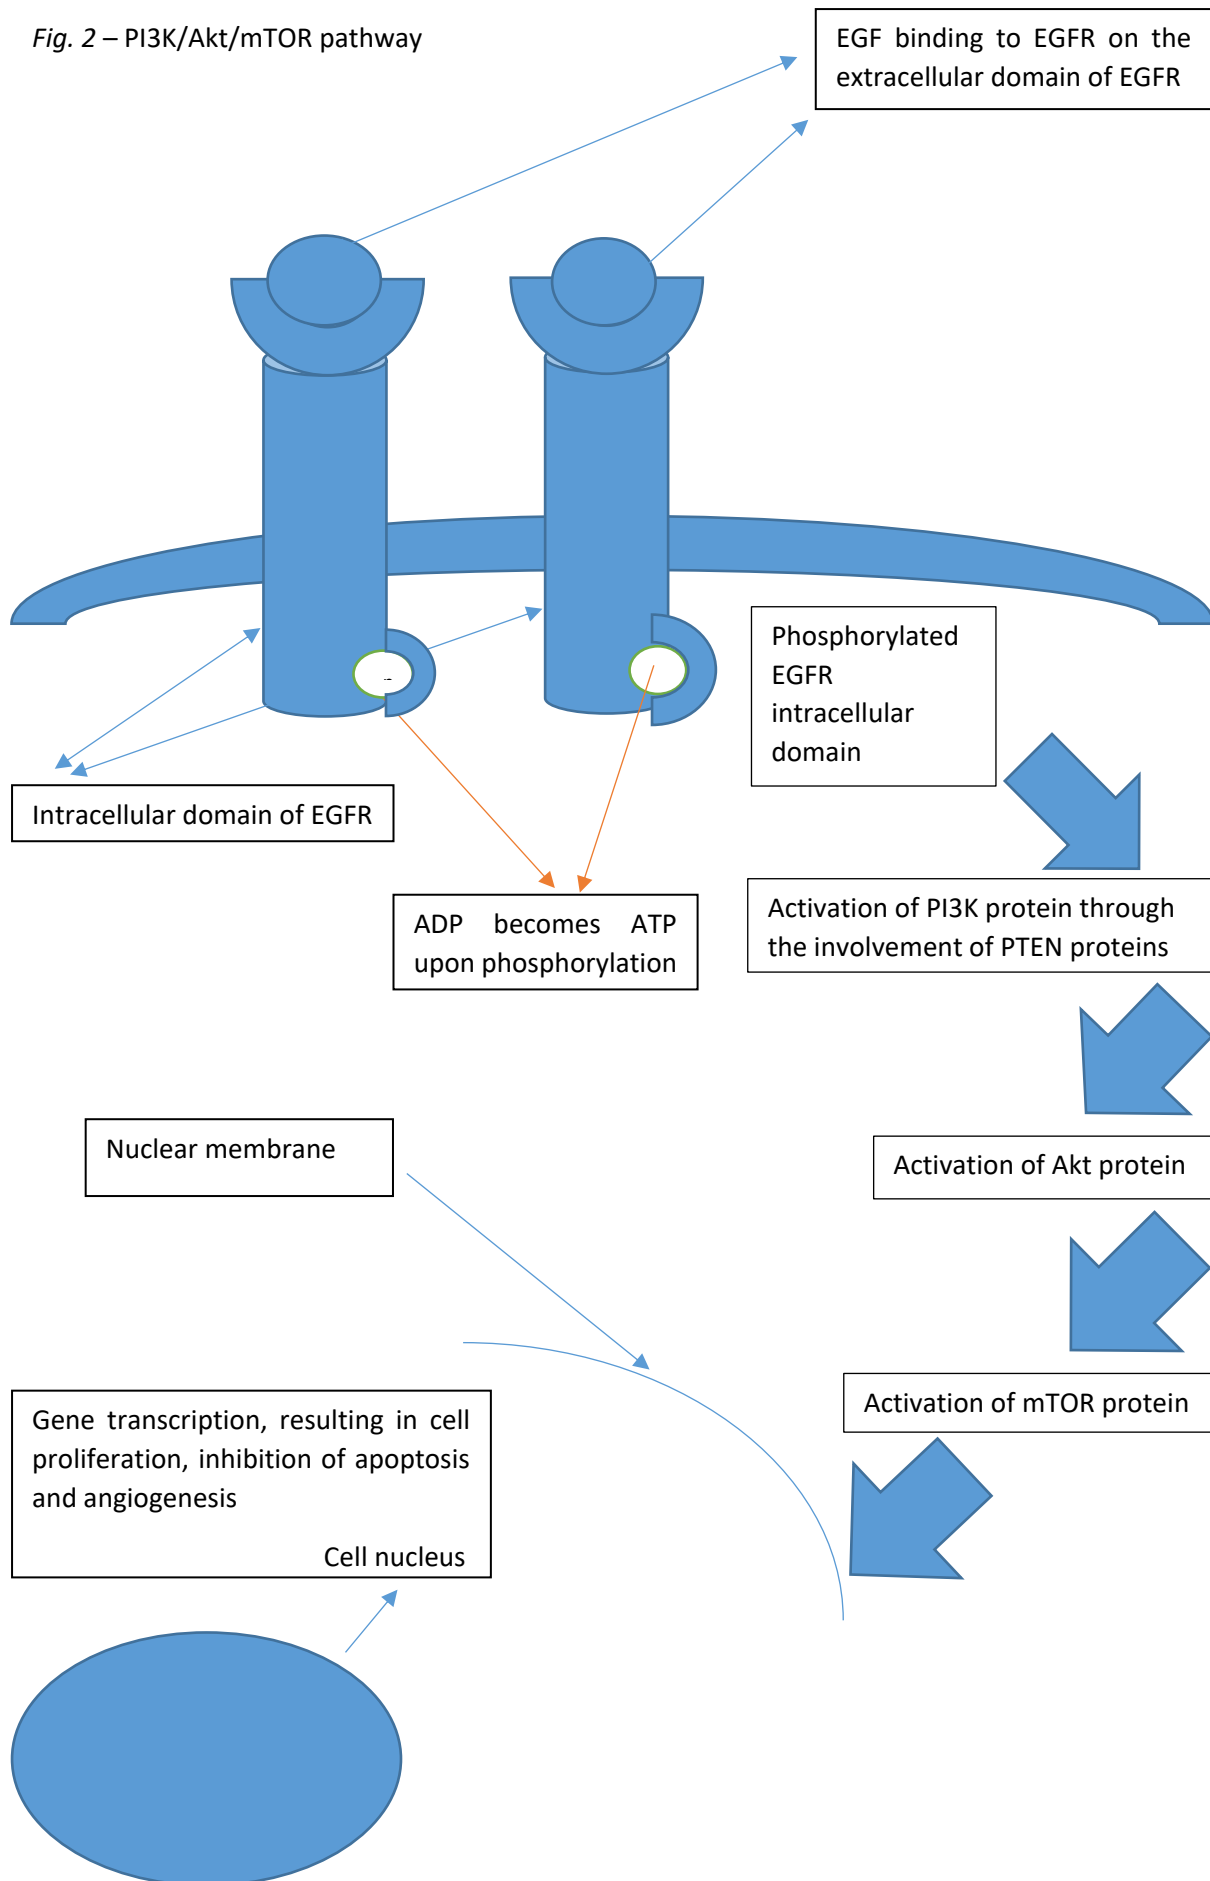 Fig. 2 – PI3K/Akt/mTOR pathway
EGF binding to EGFR on the
extracellular domain of EGFR
Phosphorylated
EGFR
intracellular
domain
Intracellular domain of EGFR
ADP becomes ATP
upon phosphorylation
Activation of PI3K protein through
the involvement of PTEN proteins
Nuclear membrane
Activation of Akt protein
Activation of mTOR protein
Gene transcription, resulting in cell
proliferation, inhibition of apoptosis
and angiogenesis
Cell nucleus